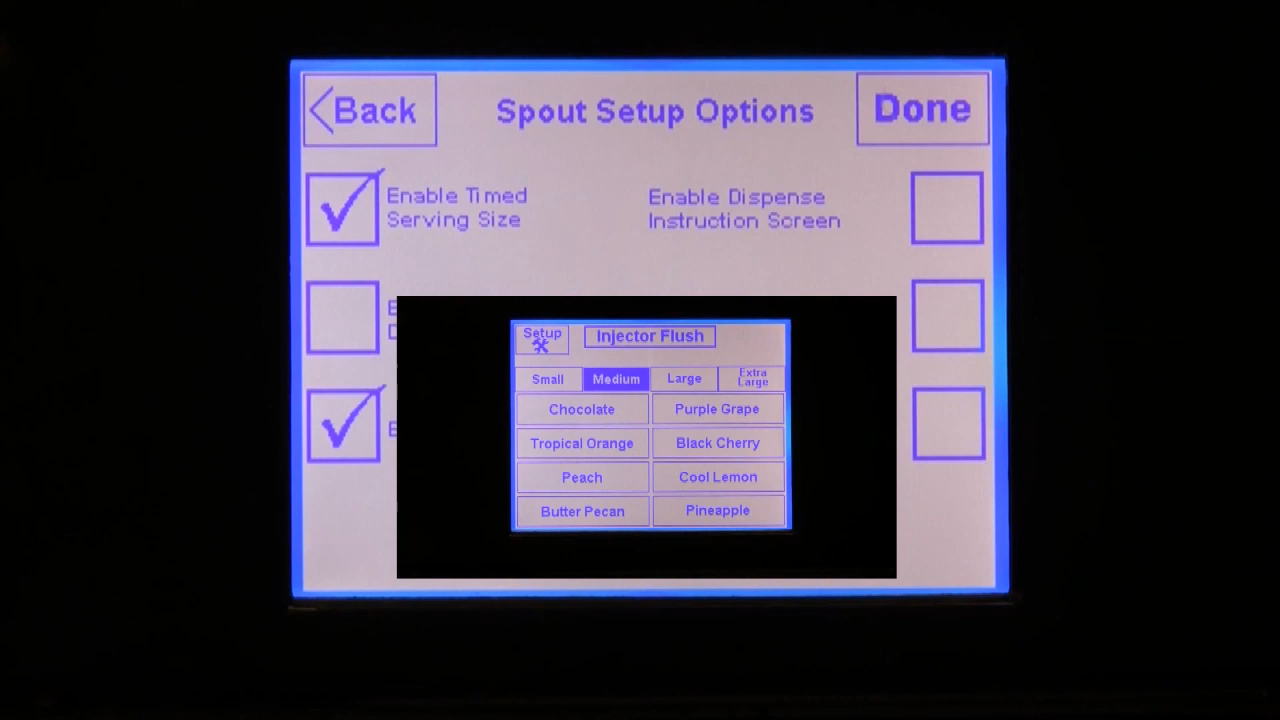 Back
Spout Setup Options
Done
Enable Timed
Serving Size
Enable Dispense
Instruction Screen
Setup
Injector Flush
Small
Medium
Large
Extra
Large
Chocolate
Purple Grape
Tropical Orange
Black Cherry
Peach
Cool Lemon
Butter Pecan
Pineapple